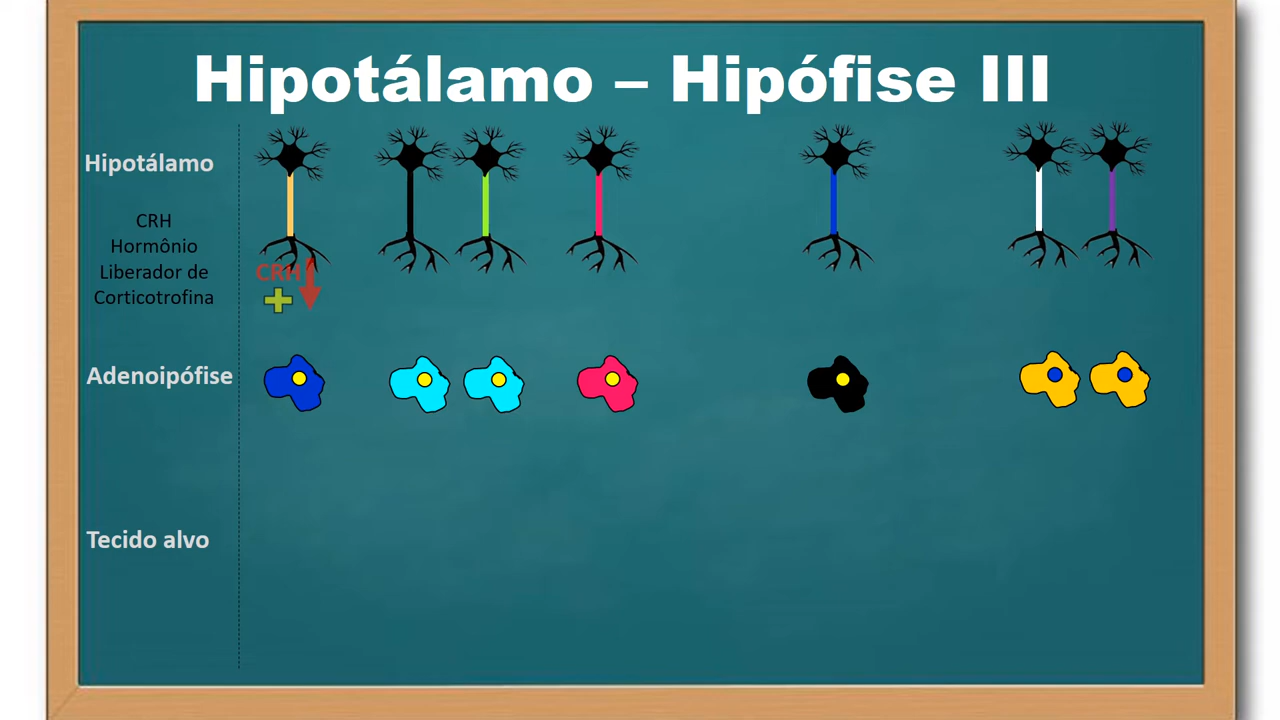 Hipotálamo – Hipófise III
Hipotálamo
CRH
Hormônio
Liberador de
Corticotrofina
CRH
Adenoipófise
Tecido alvo